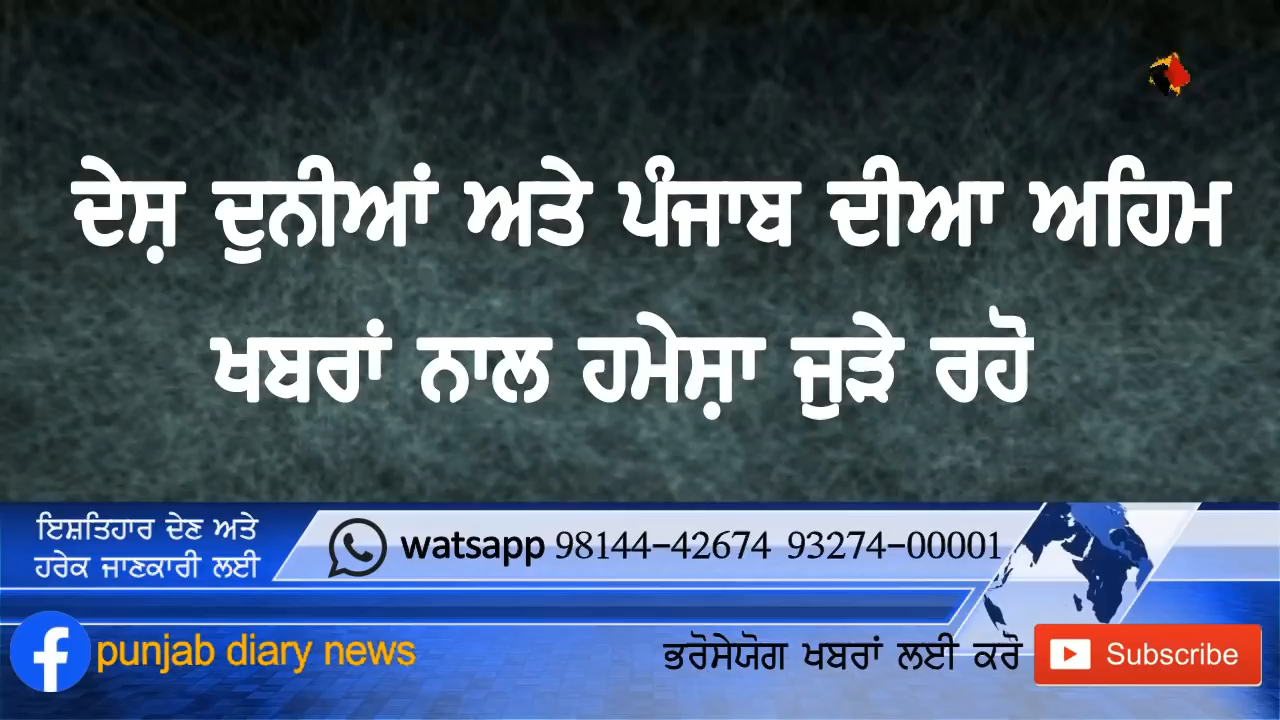 ਦੇਸ਼ ਦੁਨੀਆਂ ਅਤੇ ਪੰਜਾਬ ਦੀਆ ਅਹਿਮ
ਖਬਰਾਂ ਨਾਲ ਹਮੇਸ਼ਾ ਜੁੜੇ ਰਹੋ
ਇਸ਼ਤਿਹਾਰ ਦੇਣ ਅਤੇ
ਹਰੇਕ ਜਾਣਕਾਰੀ ਲਈ
watsapp 98144-42674 93274-00001
punjab diary news
ਭਰੋਸੇਯੋਗ ਖਬਰਾਂ ਲਈ ਕਰੋ
Subscribe